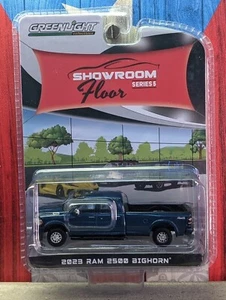 GREENLIGHT
SHOWROOM
Floor
SERIES 5
2023 RAM 2500 BIGHORN